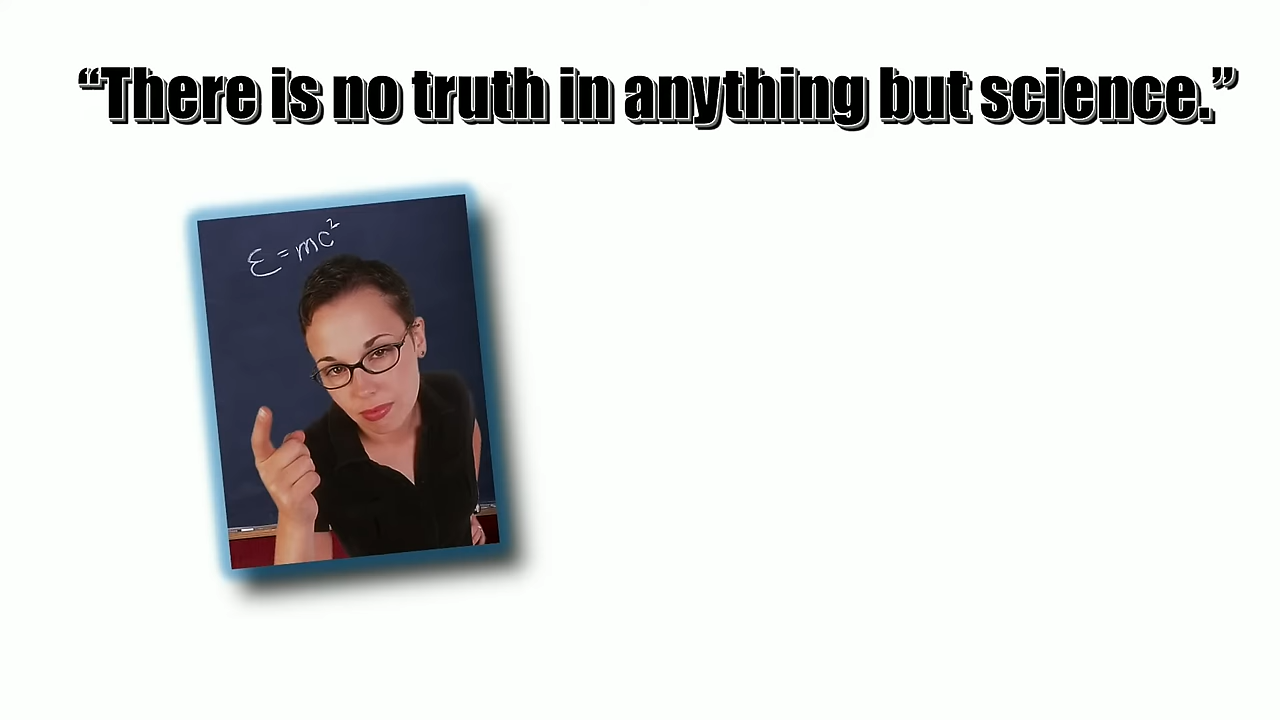 “There is no truth in anything but science.”
E=mc²